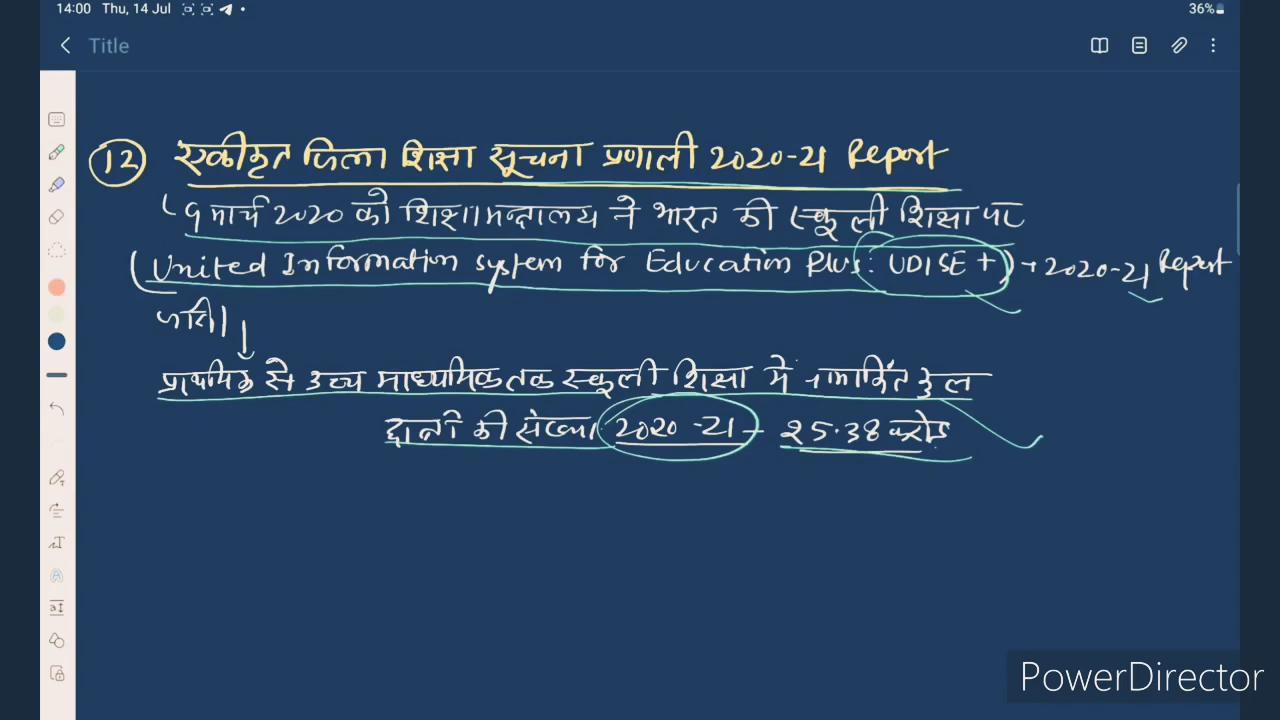 14:00 Thu, 14 Jul 36%
Title
12 एकीकृत जिला शिक्षा सूचना प्रणाली 2020-21 Report
9 मार्च 2020 को शिक्षा मन्त्रालय ने भारत की स्कूली शिक्षा पर
(United Information system for Education Plus: UDISE +) → 2020-21 Report
जारी।
प्राथमिक से उच्च माध्यमिक तक स्कूली शिक्षा में नामांकित कुल
छात्रों की संख्या 2020-21 - 25.38 करोड़
PowerDirector